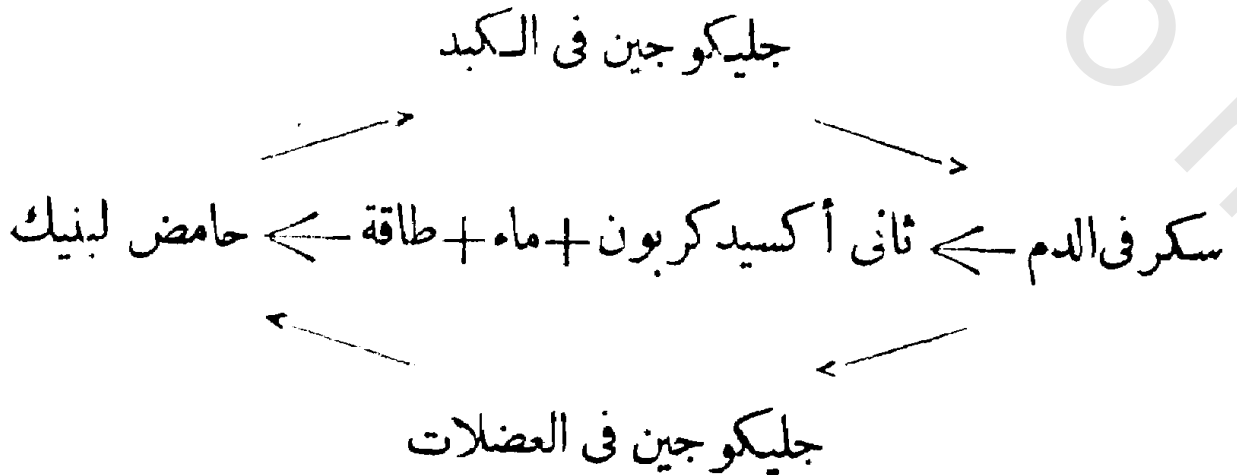 جليكوجين فى الكبد
سكر فى الدم ← ثانى أكسيد كربون + ماء + طاقة ← حامض لبنيك
جليكوجين فى العضلات